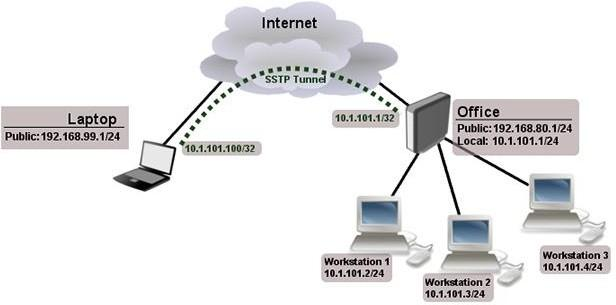 Internet
SSTP Tunnel
Laptop
Public:192.168.99.1/24
10.1.101.100/32
10.1.101.1/32
Office
Public:192.168.80.1/24
Local: 10.1.101.1/24
Workstation 1
10.1.101.2/24
Workstation 2
10.1.101.3/24
Workstation 3
10.1.101.4/24